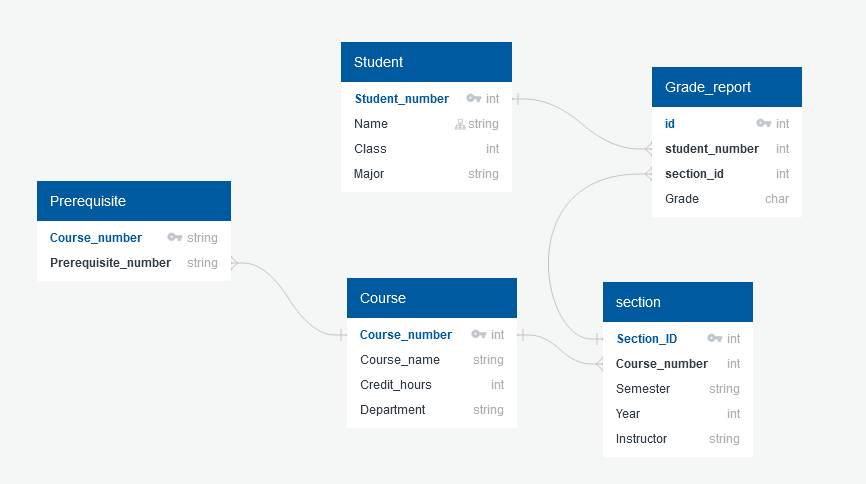 Student
Student_number int
Name string
Class int
Major string
Grade_report
id int
student_number int
section_id int
Grade char
Prerequisite
Course_number string
Prerequisite_number string
Course
Course_number int
Course_name string
Credit_hours int
Department string
section
Section_ID int
Course_number int
Semester string
Year int
Instructor string